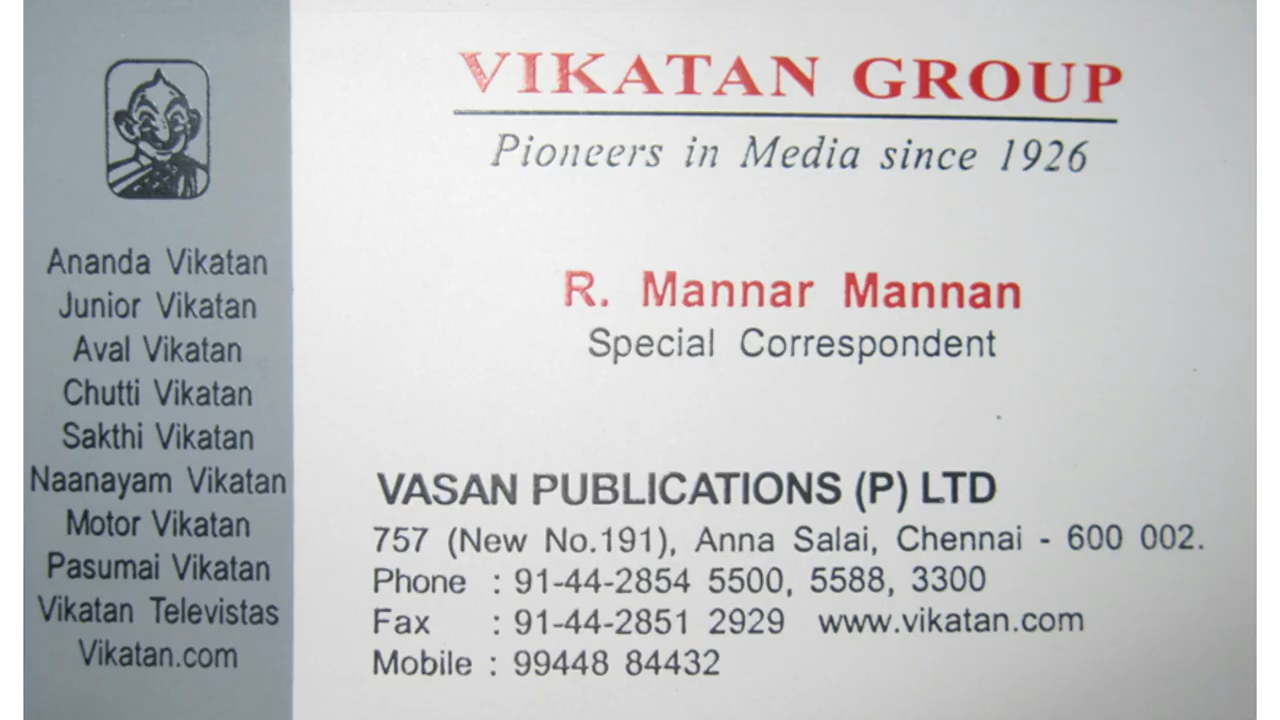 Ananda Vikatan
Junior Vikatan
Aval Vikatan
Chutti Vikatan
Sakthi Vikatan
Naanayam Vikatan
Motor Vikatan
Pasumai Vikatan
Vikatan Televistas
Vikatan.com
VIKATAN GROUP
Pioneers in Media since 1926
R. Mannar Mannan
Special Correspondent
VASAN PUBLICATIONS (P) LTD
757 (New No.191), Anna Salai, Chennai - 600 002.
Phone : 91-44-2854 5500, 5588, 3300
Fax : 91-44-2851 2929 www.vikatan.com
Mobile : 99448 84432